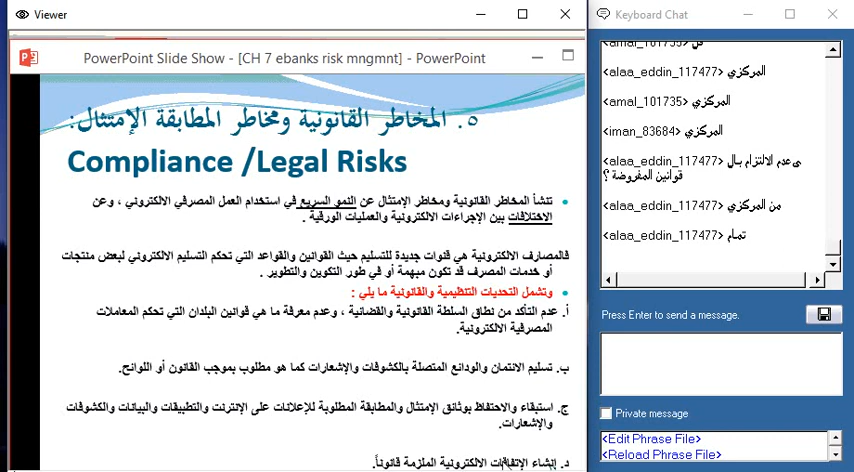 Viewer
PowerPoint Slide Show - [CH 7 ebanks risk mngmnt] - PowerPoint
٥. المخاطر القانونية ومخاطر المطابقة الإمتثال:
Compliance /Legal Risks
• تنشأ المخاطر القانونية ومخاطر الإمتثال عن النمو السريع في استخدام العمل المصرفي الالكتروني ، وعن
الاختلافات بين الإجراءات الالكترونية والعمليات الورقية .
فالمصارف الالكترونية هي قنوات جديدة للتسليم حيث القوانين والقواعد التي تحكم التسليم الالكتروني لبعض منتجات
أو خدمات المصرف قد تكون مبهمة أو في طور التكوين والتطوير .
• وتشمل التحديات التنظيمية والقانونية ما يلي :
أ. عدم التأكد من نطاق السلطة القانونية والقضائية ، وعدم معرفة ما هي قوانين البلدان التي تحكم المعاملات
المصرفية الالكترونية.
ب. تسليم الائتمان والودائع المتصلة بالكشوفات والإشعارات كما هو مطلوب بموجب القانون أو اللوائح.
ج. استبقاء والاحتفاظ بوثائق الإمتثال والمطابقة المطلوبة للإعلانات على الإنترنت والتطبيقات والبيانات والكشوفات
والإشعارات.
د. إنشاء الإتفاقات الالكترونية الملزمة قانوناً.
Keyboard Chat
<amal_101735>
<alaa_eddin_117477> المركزي
<amal_101735> المركزي
<iman_83684> المركزي
<alaa_eddin_117477> ى عدم الالتزام بال
قوانين المفروضة ؟
<alaa_eddin_117477> من المركزي
<alaa_eddin_117477> تمام
Press Enter to send a message.
Private message
<Edit Phrase File>
<Reload Phrase File>